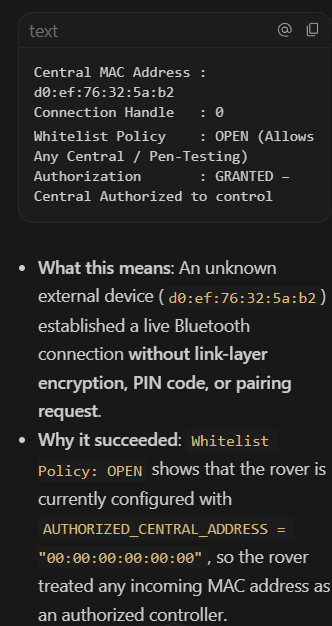 text
Central MAC Address :
d0:ef:76:32:5a:b2
Connection Handle   : 0
Whitelist Policy    : OPEN (Allows
Any Central / Pen-Testing)
Authorization       : GRANTED –
Central Authorized to control
• What this means: An unknown
external device ( d0:ef:76:32:5a:b2 )
established a live Bluetooth
connection without link-layer
encryption, PIN code, or pairing
request.
• Why it succeeded: Whitelist
Policy: OPEN shows that the rover is
currently configured with
AUTHORIZED_CENTRAL_ADDRESS =
"00:00:00:00:00:00" , so the rover
treated any incoming MAC address as
an authorized controller.